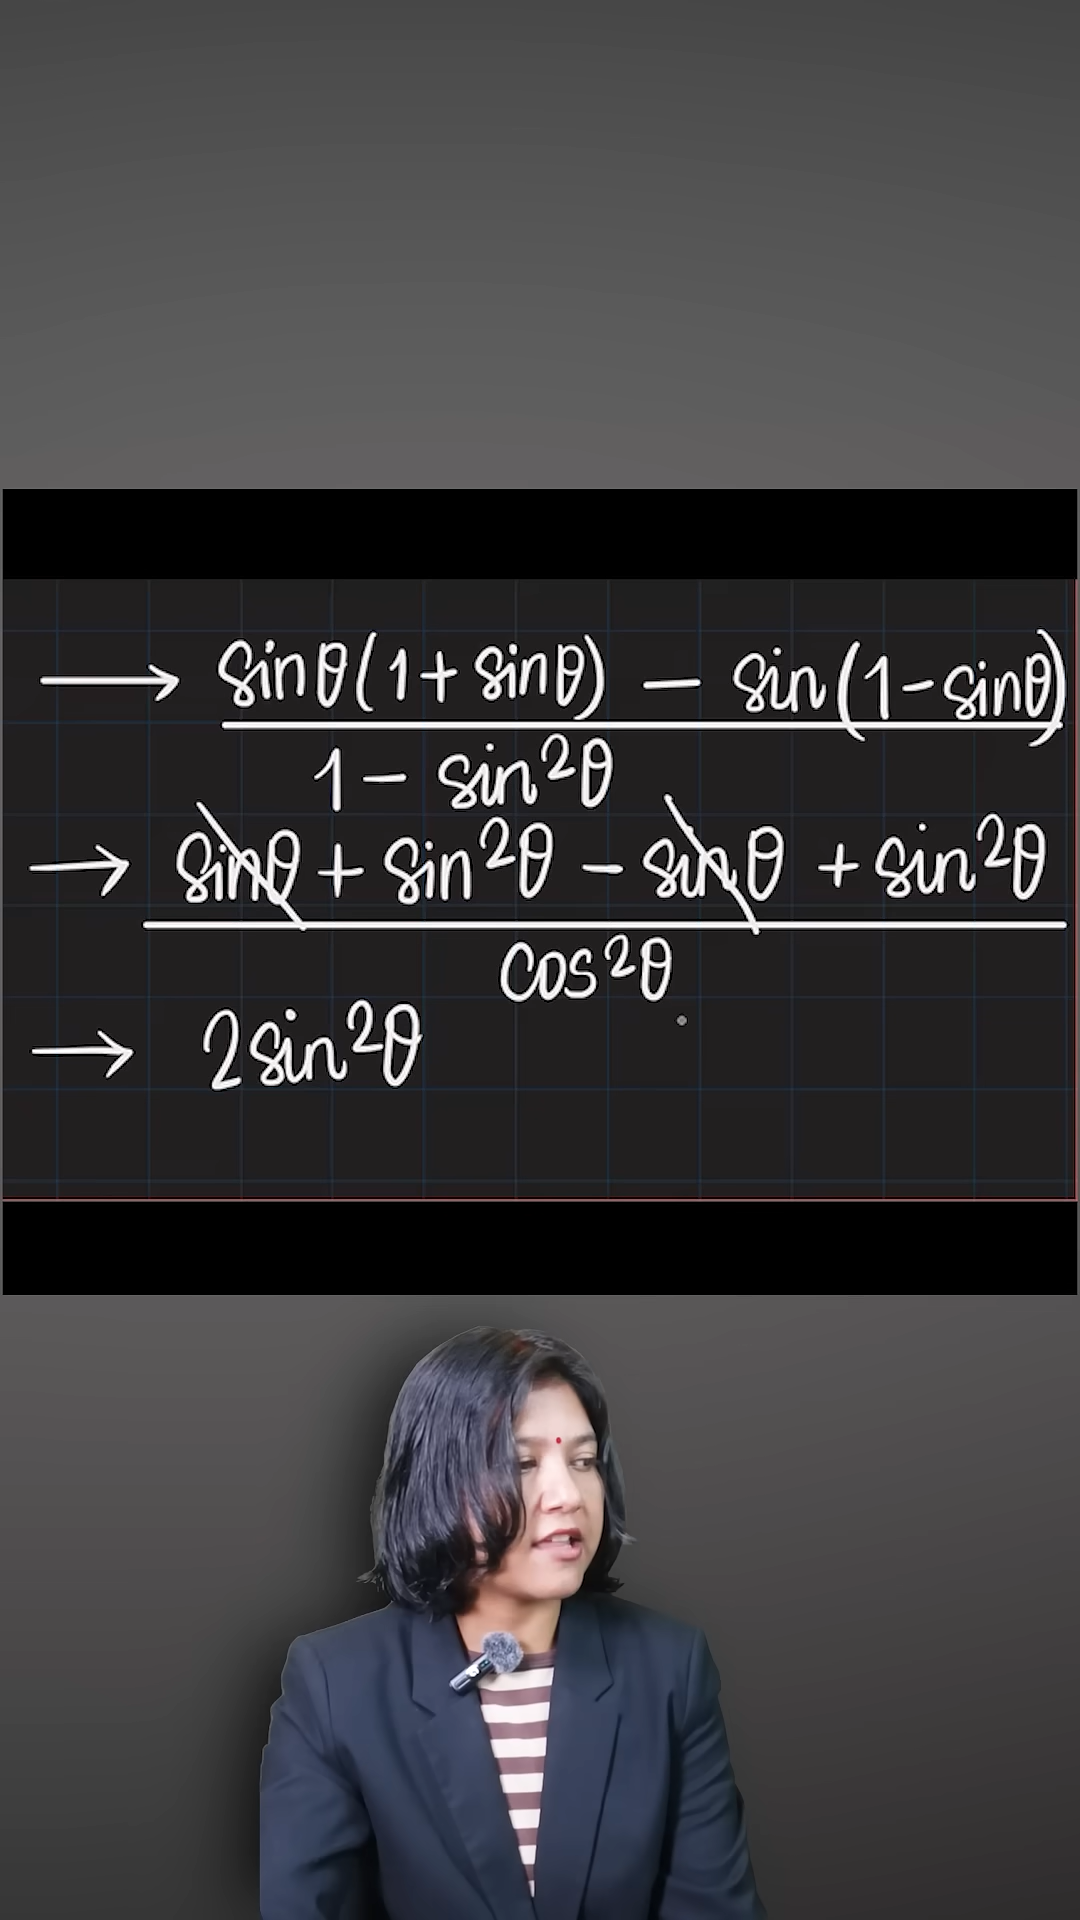 → sinθ(1 + sinθ) − sin(1−sinθ)
1 − sin²θ
→ sinθ + sin²θ − sinθ + sin²θ
cos²θ
→ 2sin²θ